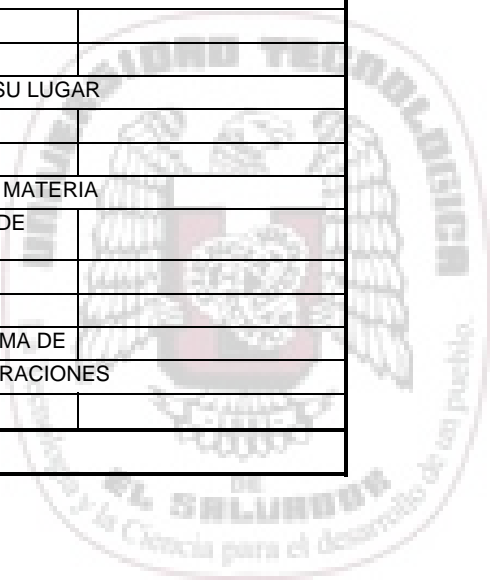 SU LUGAR
MATERIA
DE
MA DE
RACIONES
UNIVERSIDAD TECNOLOGICA
DE
EL SALVADOR
y la Ciencia para el desarrollo de un pueblo.